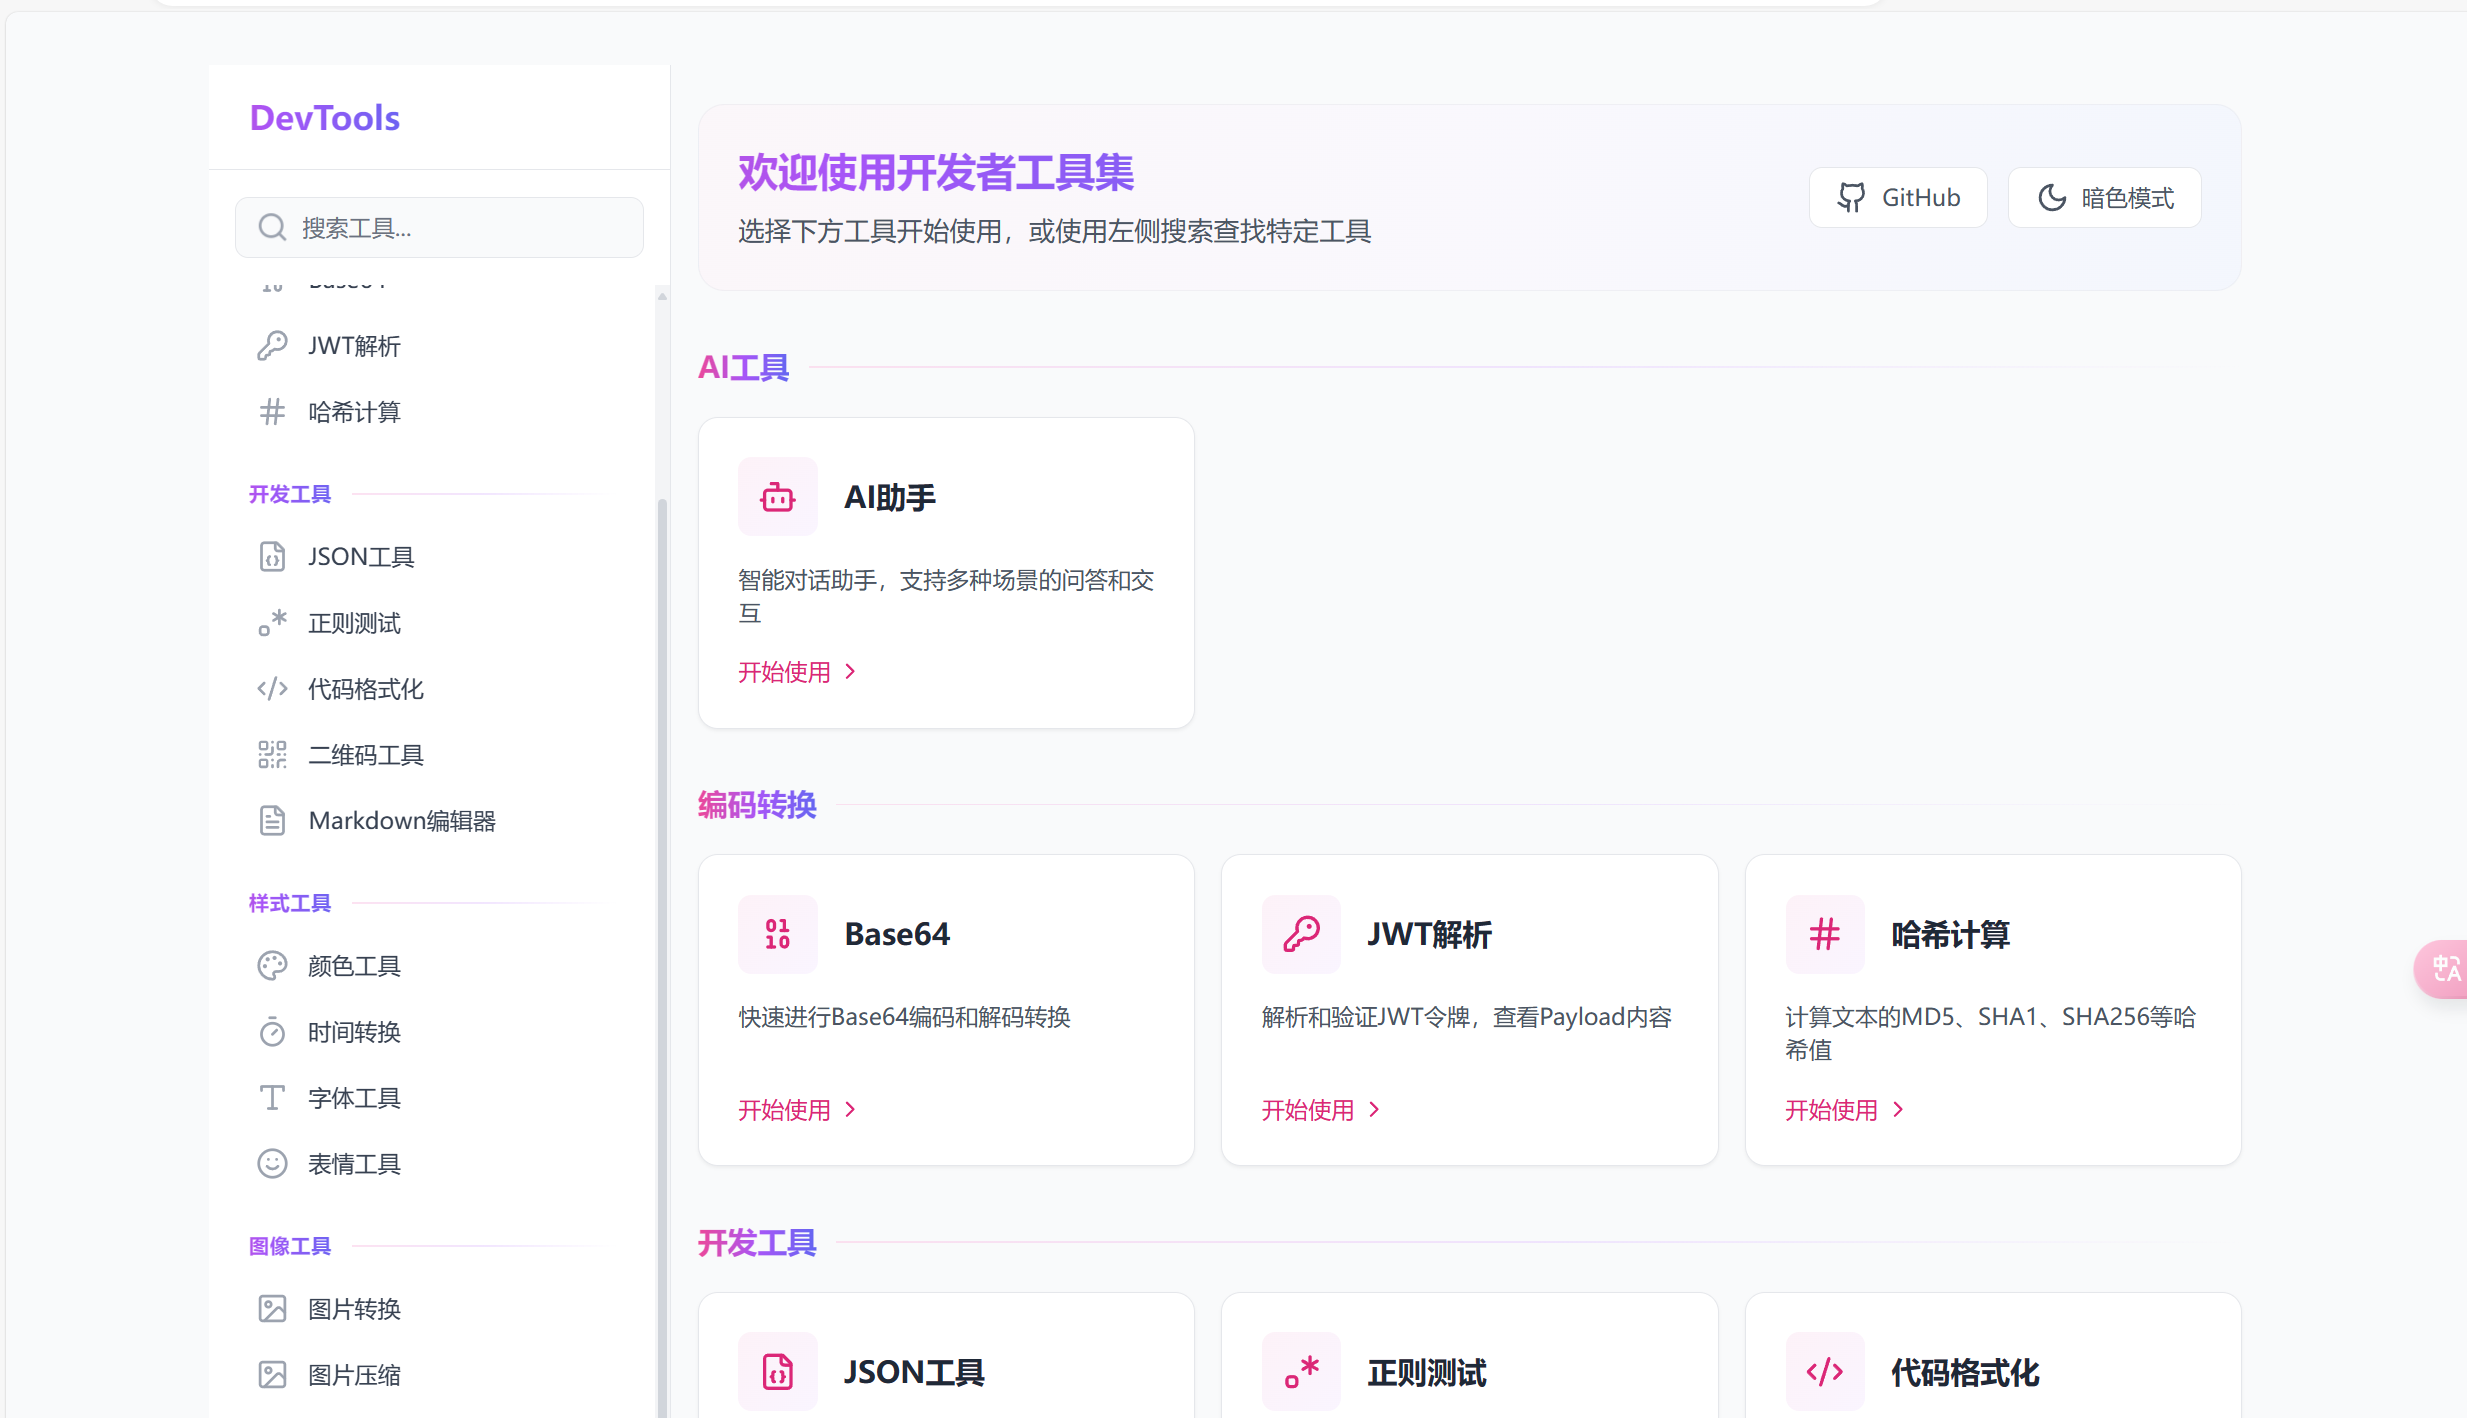 DevTools
搜索工具...
JWT解析
哈希计算
开发工具
JSON工具
正则测试
代码格式化
二维码工具
Markdown编辑器
样式工具
颜色工具
时间转换
字体工具
表情工具
图像工具
图片转换
图片压缩
欢迎使用开发者工具集
选择下方工具开始使用，或使用左侧搜索查找特定工具
GitHub
暗色模式
AI工具
AI助手
智能对话助手，支持多种场景的问答和交
互
开始使用
编码转换
Base64
快速进行Base64编码和解码转换
开始使用
JWT解析
解析和验证JWT令牌，查看Payload内容
开始使用
哈希计算
计算文本的MD5、SHA1、SHA256等哈
希值
开始使用
开发工具
JSON工具
正则测试
代码格式化